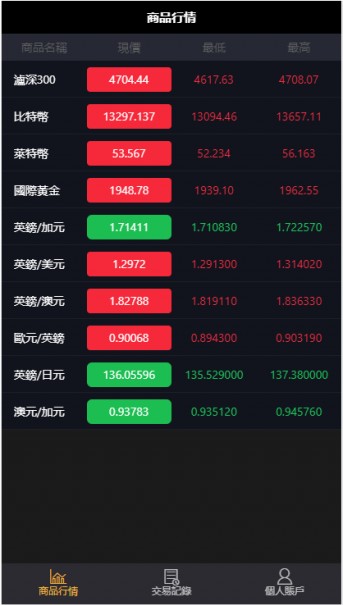 商品行情
商品名稱 現價 最低 最高
瀘深300 4704.44 4617.63 4708.07
比特幣 13297.137 13094.46 13657.11
萊特幣 53.567 52.234 56.163
國際黃金 1948.78 1939.10 1962.55
英鎊/加元 1.71411 1.710830 1.722570
英鎊/美元 1.2972 1.291300 1.314020
英鎊/澳元 1.82788 1.819110 1.836330
歐元/英鎊 0.90068 0.894300 0.903190
英鎊/日元 136.05596 135.529000 137.380000
澳元/加元 0.93783 0.935120 0.945760
商品行情 交易記錄 個人賬戶